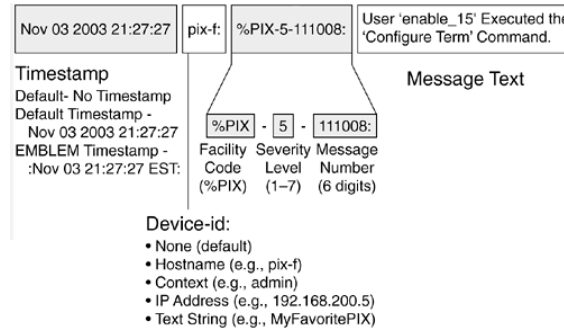 Nov 03 2003 21:27:27 pix-f: %PIX-5-111008: User 'enable_15' Executed the
'Configure Term' Command.
Timestamp
Default- No Timestamp
Default Timestamp -
Nov 03 2003 21:27:27
EMBLEM Timestamp -
:Nov 03 21:27:27 EST:
Message Text
%PIX - 5 - 111008:
Facility Severity Message
Code Level Number
(%PIX) (1–7) (6 digits)
Device-id:
• None (default)
• Hostname (e.g., pix-f)
• Context (e.g., admin)
• IP Address (e.g., 192.168.200.5)
• Text String (e.g., MyFavoritePIX)